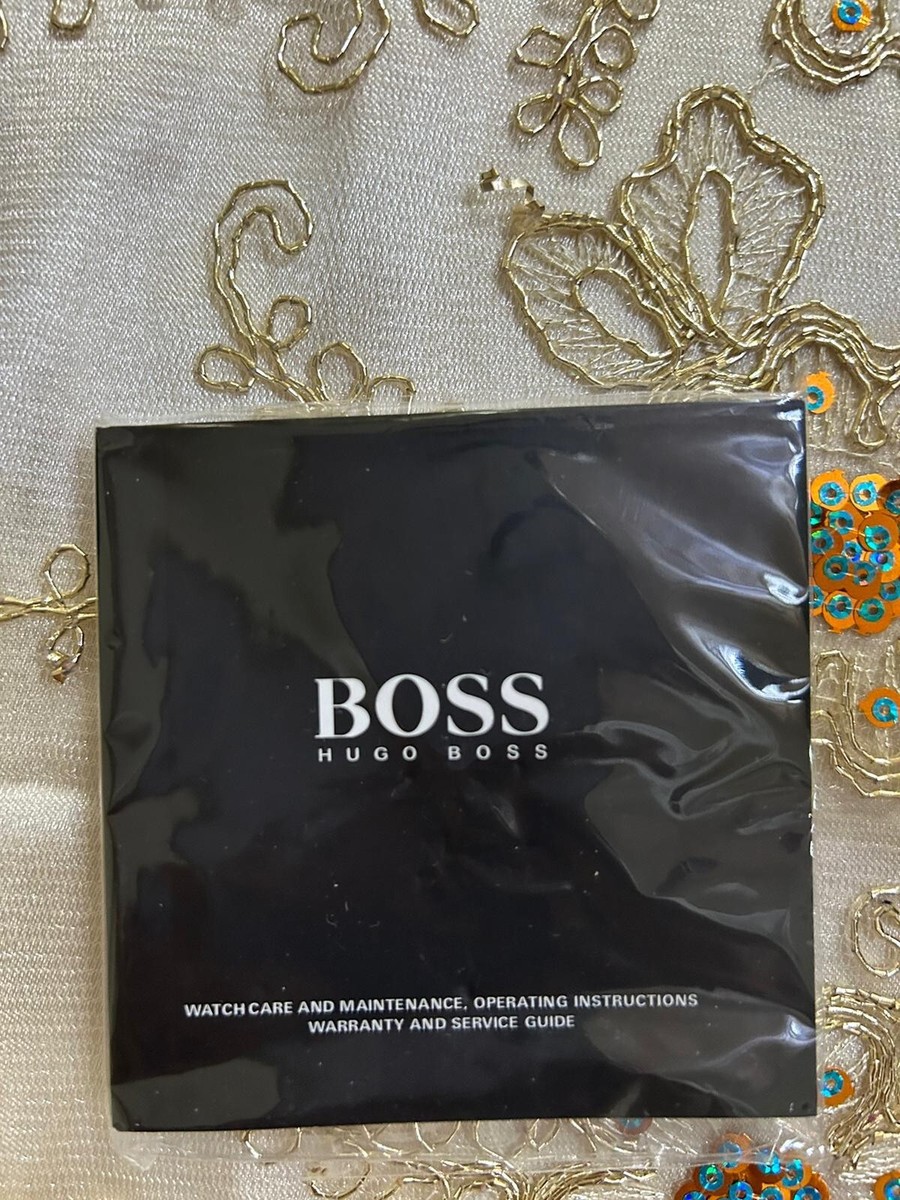 BOSS
HUGO BOSS
WATCH CARE AND MAINTENANCE, OPERATING INSTRUCTIONS
WARRANTY AND SERVICE GUIDE